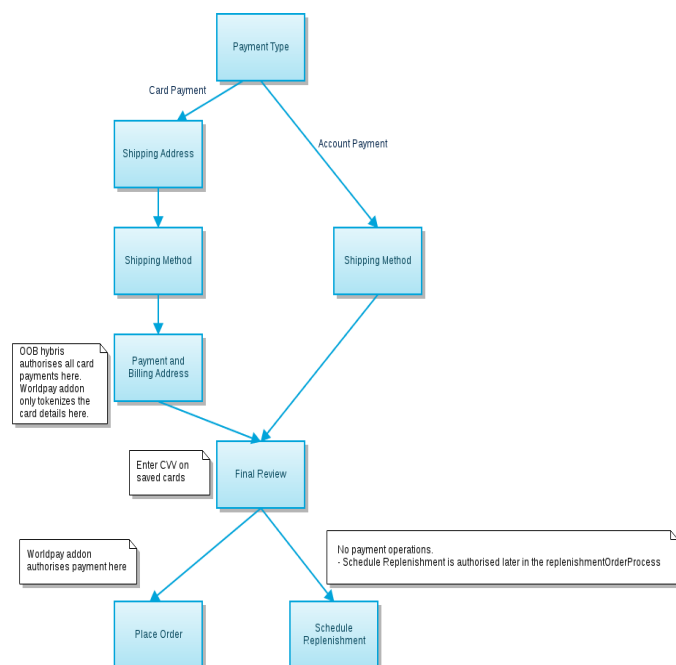 Payment Type
Card Payment
Account Payment
Shipping Address
Shipping Method
Shipping Method
OOB hybris
authorises all card
payments here.
Worldpay addon
only tokenizes the
card details here.
Payment and
Billing Address
Enter CVV on
saved cards
Final Review
Worldpay addon
authorises payment here
No payment operations.
- Schedule Replenishment is authorised later in the replenishmentOrderProcess
Place Order
Schedule
Replenishment